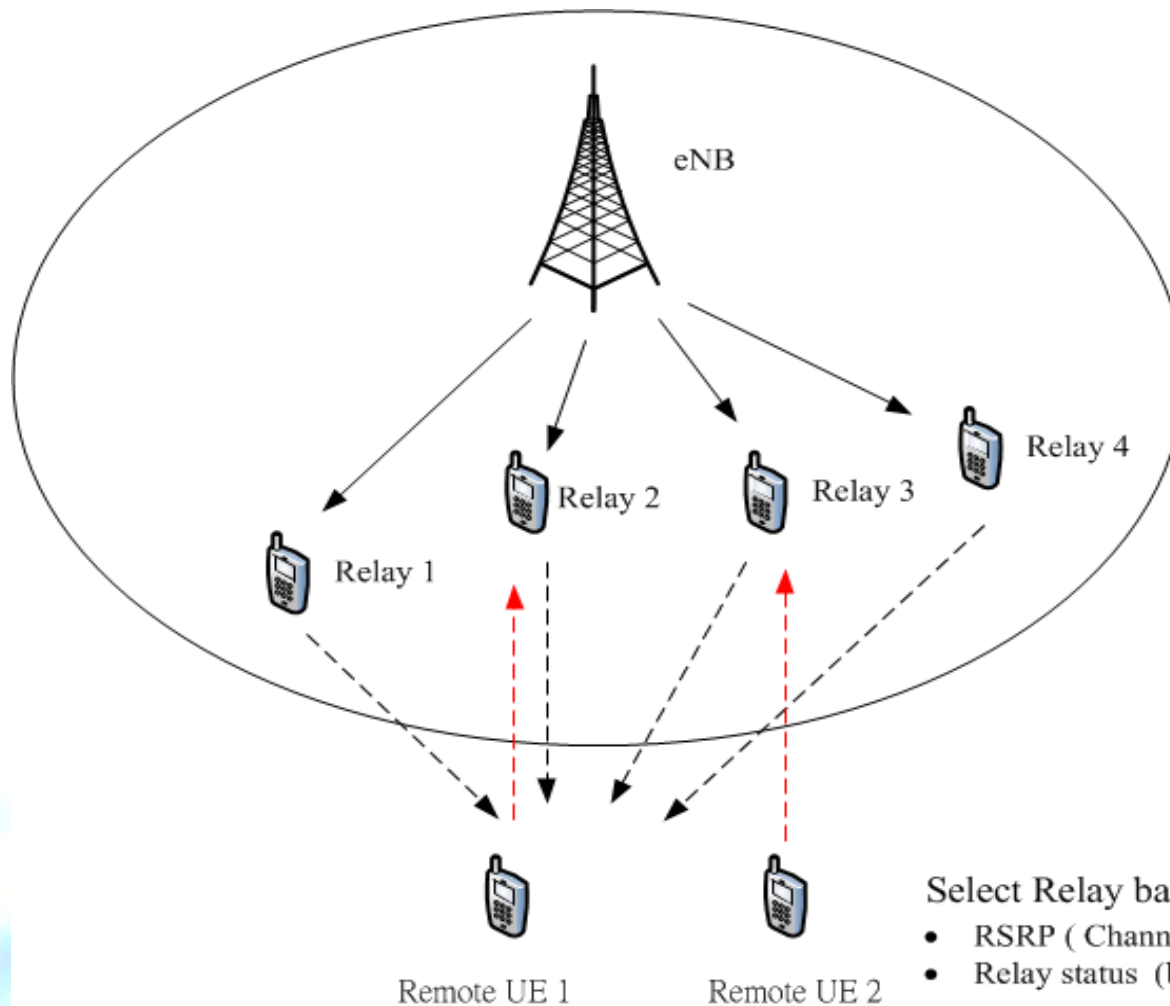 eNB
Relay 4
Relay 3
Relay 2
Relay 1
Select Relay ba
• RSRP ( Chann
• Relay status (
Remote UE 1
Remote UE 2